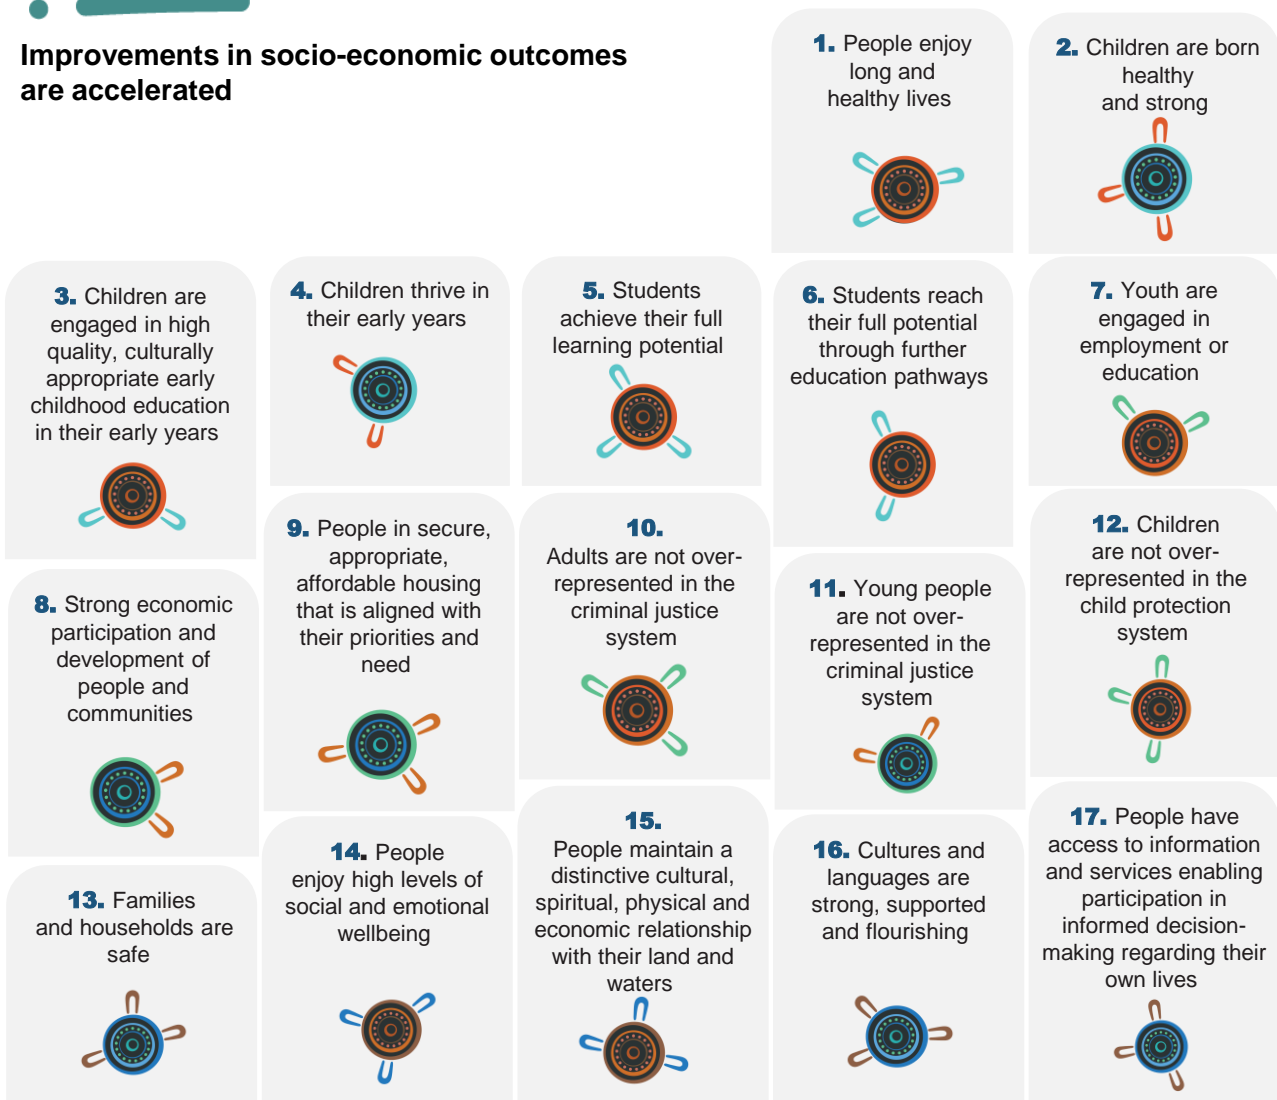 Improvements in socio-economic outcomes
are accelerated
1. People enjoy
long and
healthy lives
2. Children are born
healthy
and strong
3. Children are
engaged in high
quality, culturally
appropriate early
childhood education
in their early years
4. Children thrive in
their early years
5. Students
achieve their full
learning potential
6. Students reach
their full potential
through further
education pathways
7. Youth are
engaged in
employment or
education
8. Strong economic
participation and
development of
people and
communities
9. People in secure,
appropriate,
affordable housing
that is aligned with
their priorities and
need
10.
Adults are not over-
represented in the
criminal justice
system
11. Young people
are not over-
represented in the
criminal justice
system
12. Children
are not over-
represented in the
child protection
system
13. Families
and households are
safe
14. People
enjoy high levels of
social and emotional
wellbeing
15.
People maintain a
distinctive cultural,
spiritual, physical and
economic relationship
with their land and
waters
16. Cultures and
languages are
strong, supported
and flourishing
17. People have
access to information
and services enabling
participation in
informed decision-
making regarding their
own lives